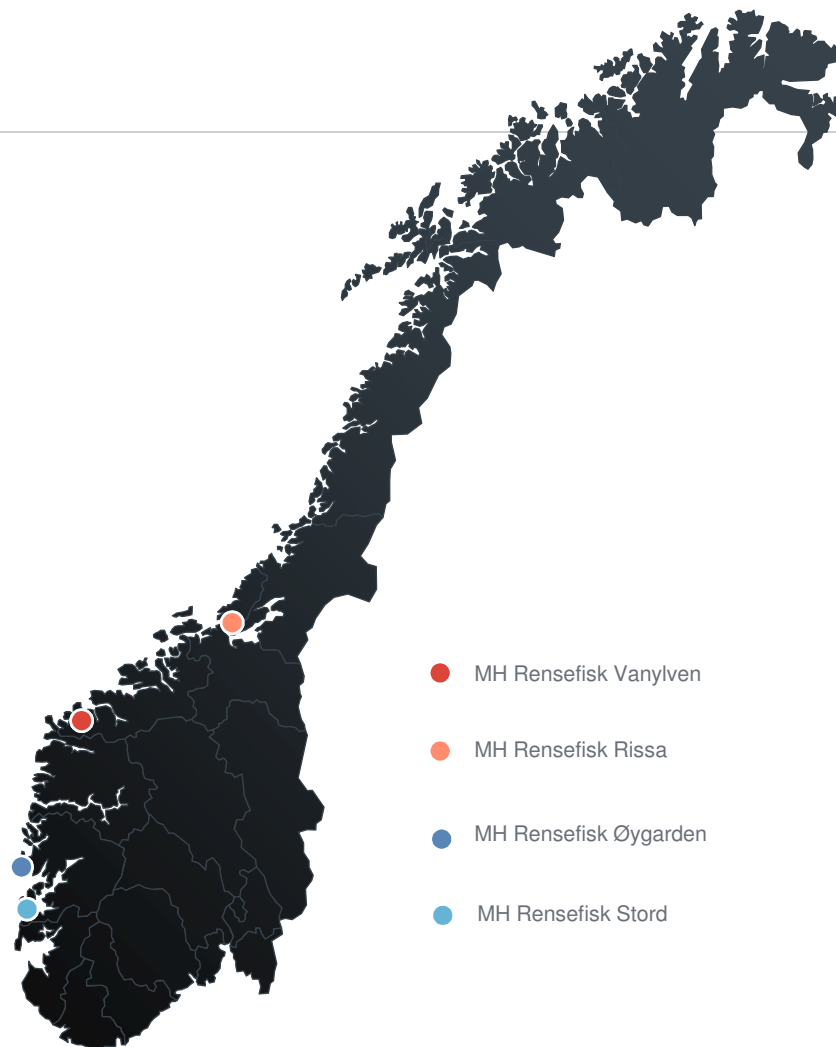 MH Rensefisk Vanylven
MH Rensefisk Rissa
MH Rensefisk Øygarden
MH Rensefisk Stord